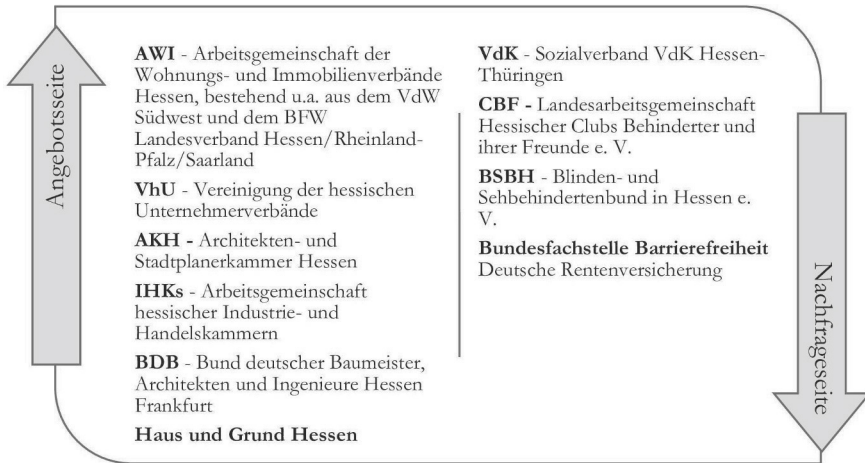 Angebotsseite
AWI - Arbeitsgemeinschaft der
Wohnungs- und Immobilienverbände
Hessen, bestehend u.a. aus dem VdW
Südwest und dem BFW
Landesverband Hessen/Rheinland-
Pfalz/Saarland
VhU - Vereinigung der hessischen
Unternehmerverbände
AKH - Architekten- und
Stadtplanerkammer Hessen
IHKs - Arbeitsgemeinschaft
hessischer Industrie- und
Handelskammern
BDB - Bund deutscher Baumeister,
Architekten und Ingenieure Hessen
Frankfurt
Haus und Grund Hessen
VdK - Sozialverband VdK Hessen-
Thüringen
CBF - Landesarbeitsgemeinschaft
Hessischer Clubs Behinderter und
ihrer Freunde e. V.
BSBH - Blinden- und
Sehbehindertenbund in Hessen e.
V.
Bundesfachstelle Barrierefreiheit
Deutsche Rentenversicherung
Nachfrageseite